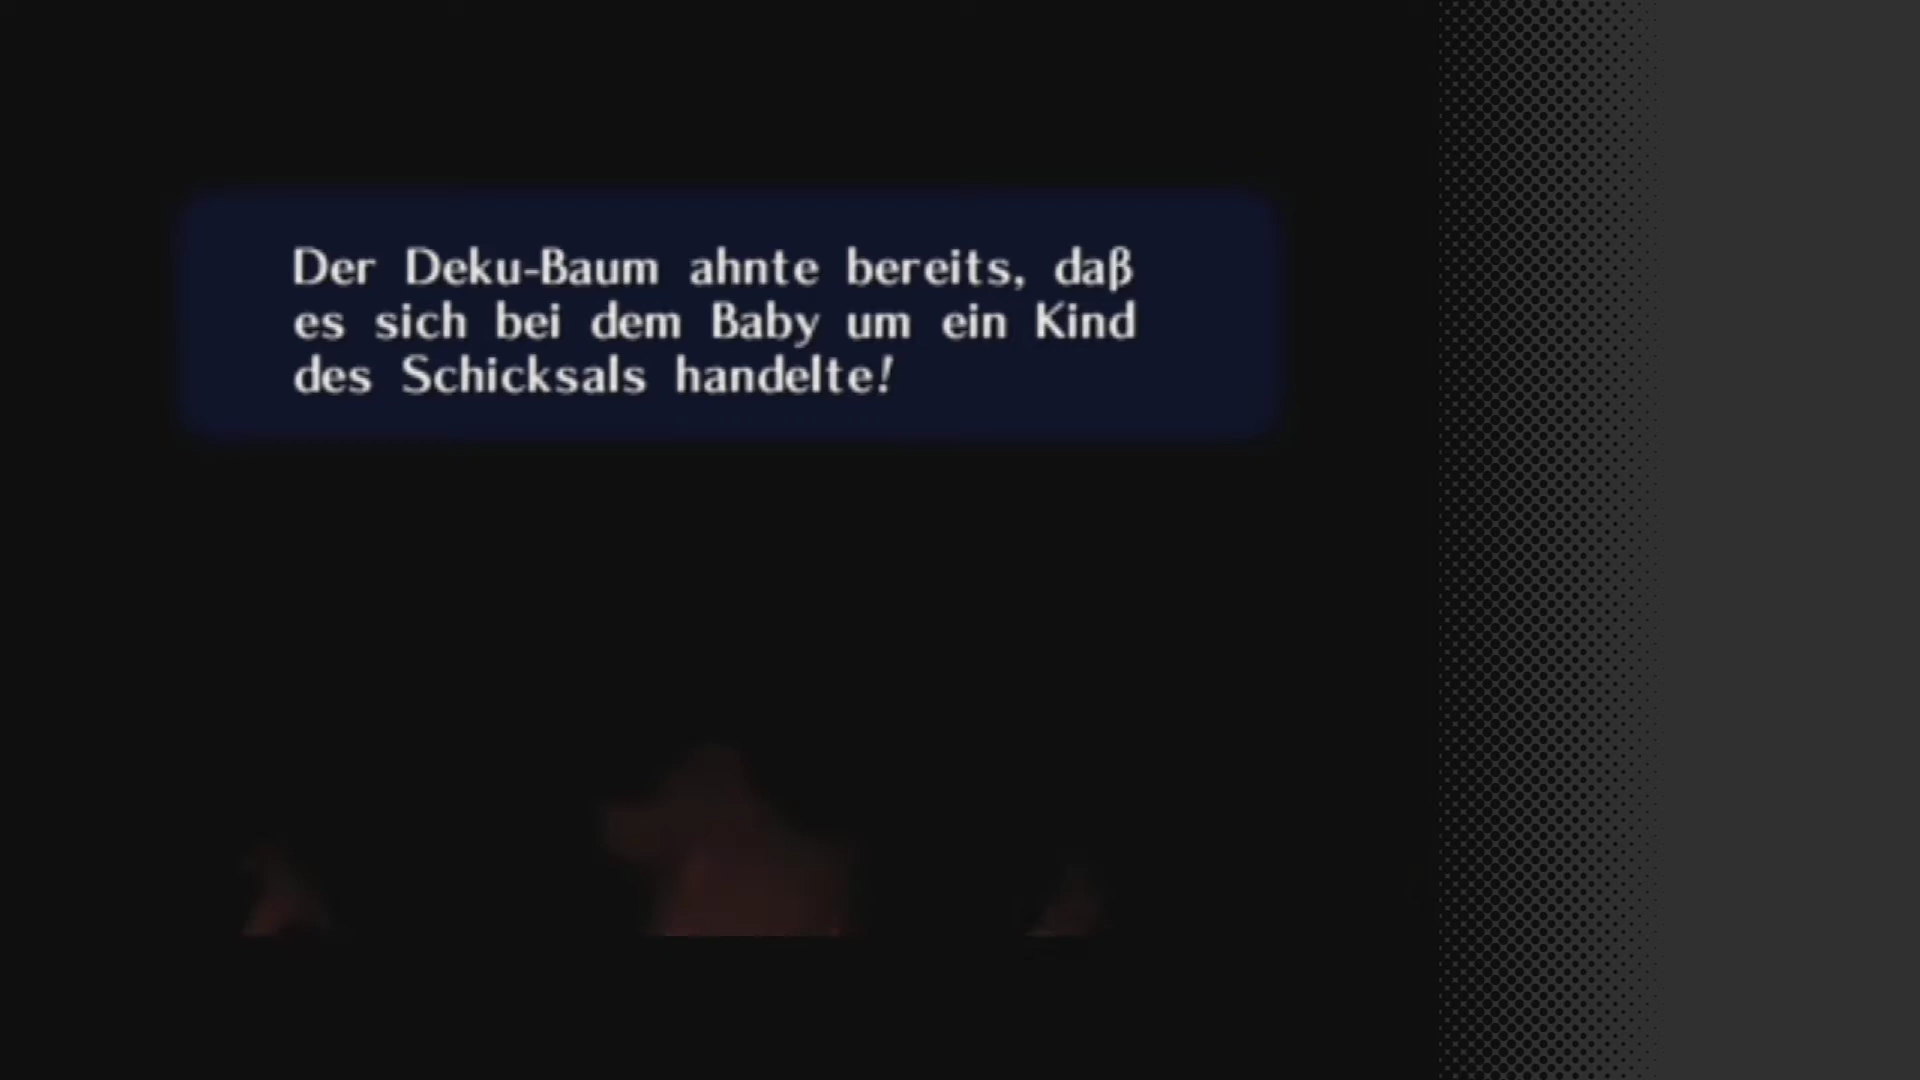 Der Deku-Baum ahnte bereits, daß
es sich bei dem Baby um ein Kind
des Schicksals handelte!